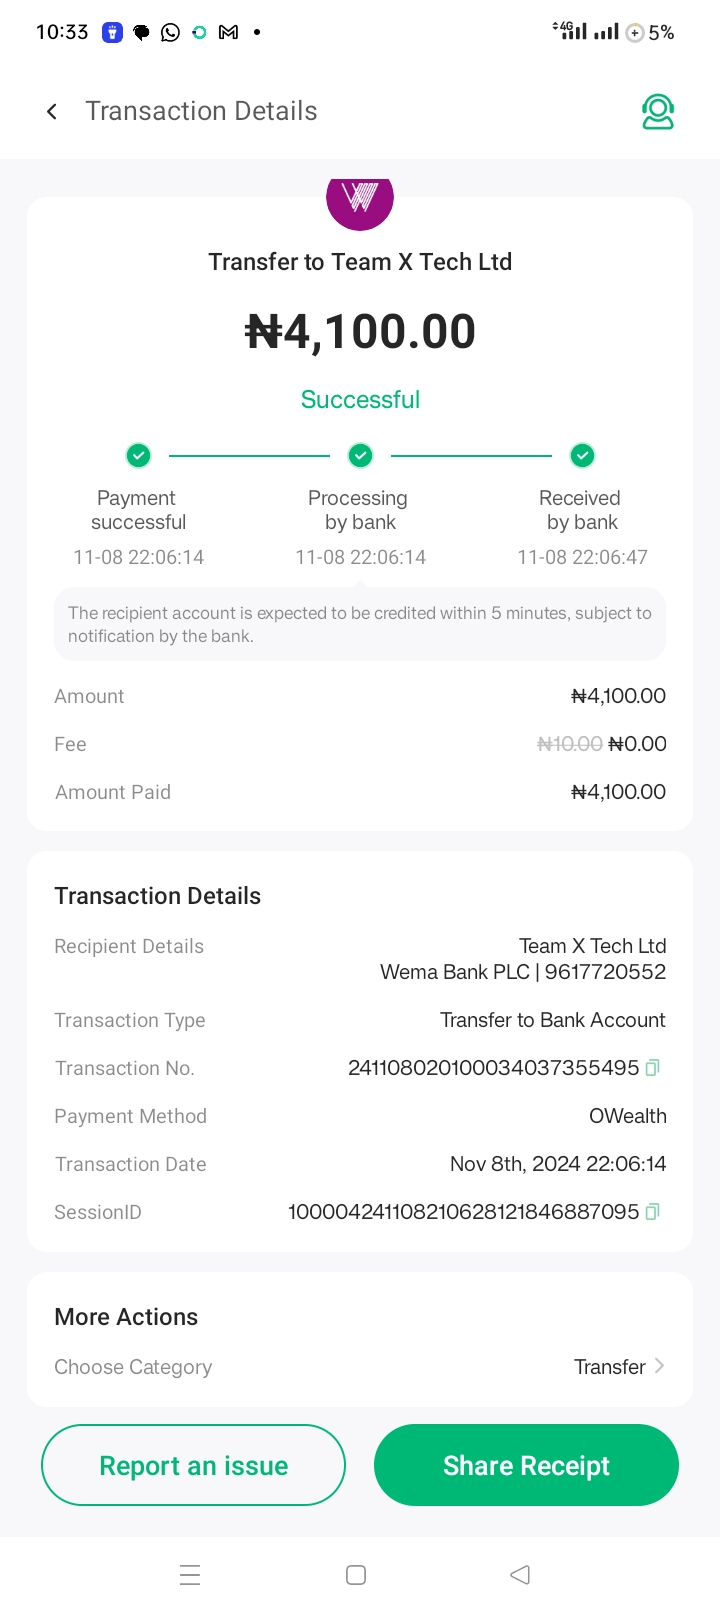 10:33
4G 5%
Transaction Details
Transfer to Team X Tech Ltd
₦4,100.00
Successful
Payment successful
Processing by bank
Received by bank
11-08 22:06:14
11-08 22:06:14
11-08 22:06:47
The recipient account is expected to be credited within 5 minutes, subject to
notification by the bank.
Amount ₦4,100.00
Fee ₦10.00 ₦0.00
Amount Paid ₦4,100.00
Transaction Details
Recipient Details Team X Tech Ltd
Wema Bank PLC | 9617720552
Transaction Type Transfer to Bank Account
Transaction No. 241108020100034037355495
Payment Method OWealth
Transaction Date Nov 8th, 2024 22:06:14
SessionID 100004241108210628121846887095
More Actions
Choose Category Transfer
Report an issue Share Receipt